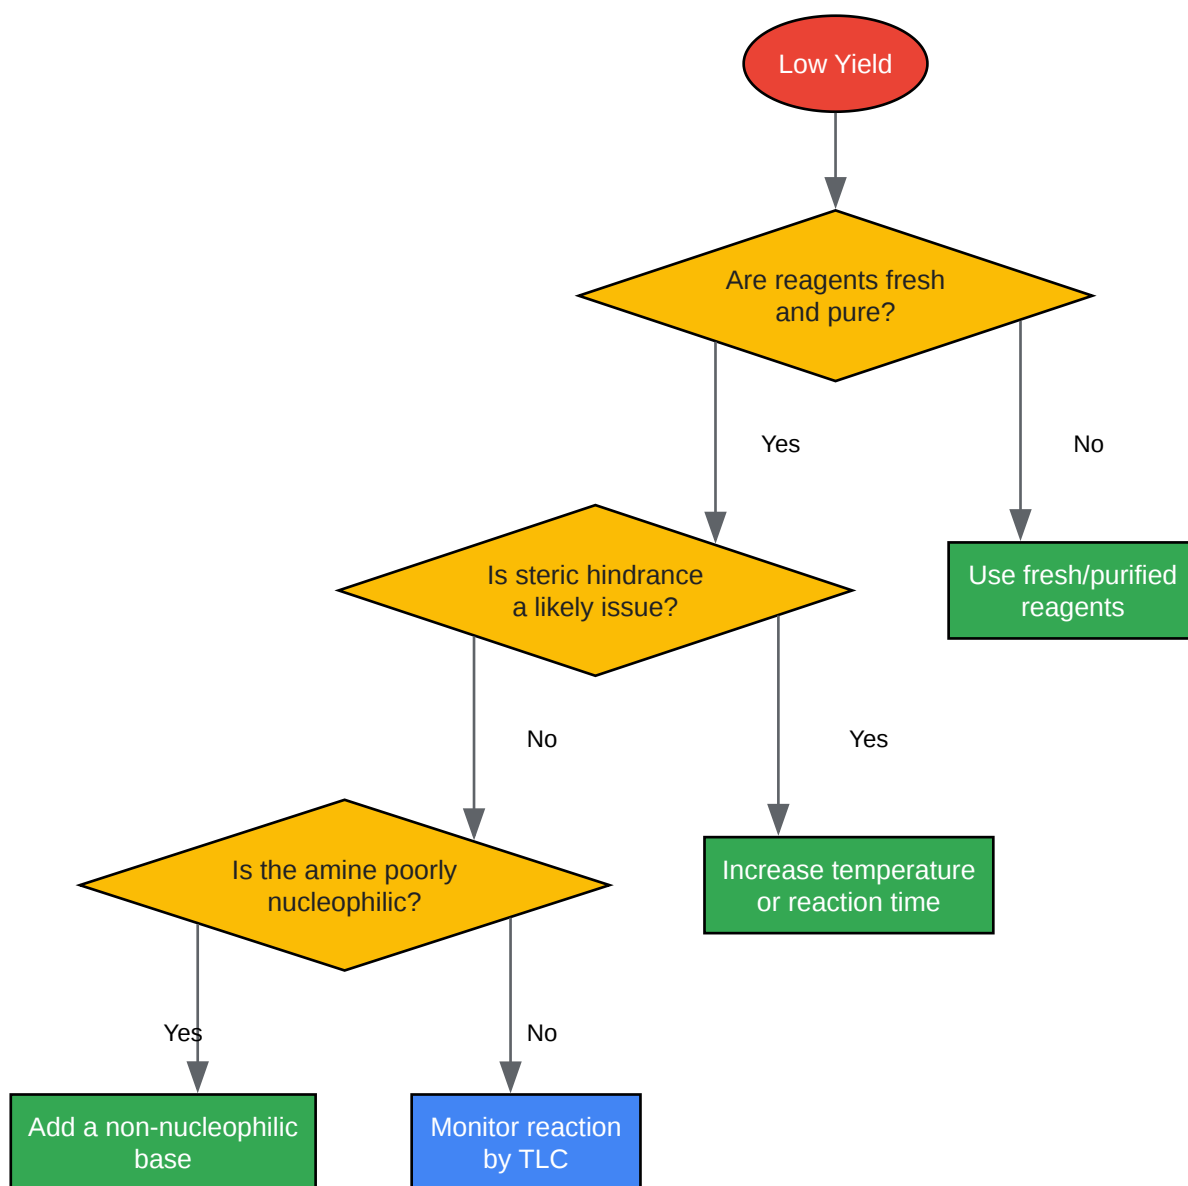 Low Yield
Are reagents fresh
and pure?
Yes
No
Is steric hindrance
a likely issue?
Use fresh/purified
reagents
No
Yes
Is the amine poorly
nucleophilic?
Increase temperature
or reaction time
Yes
No
Add a non-nucleophilic
base
Monitor reaction
by TLC